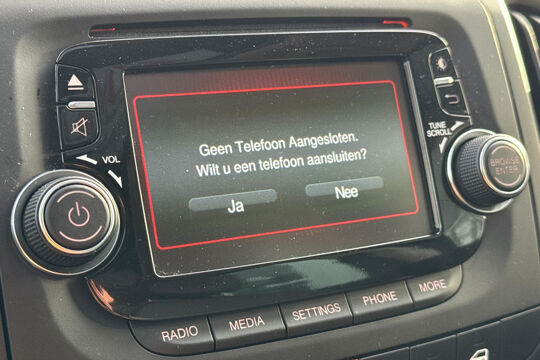 Geen Telefoon Aangesloten.
Wilt u een telefoon aansluiten?
Ja
Nee
VOL
TUNE
SCROLL
BROWSE
ENTER
RADIO
MEDIA
SETTINGS
PHONE
MORE